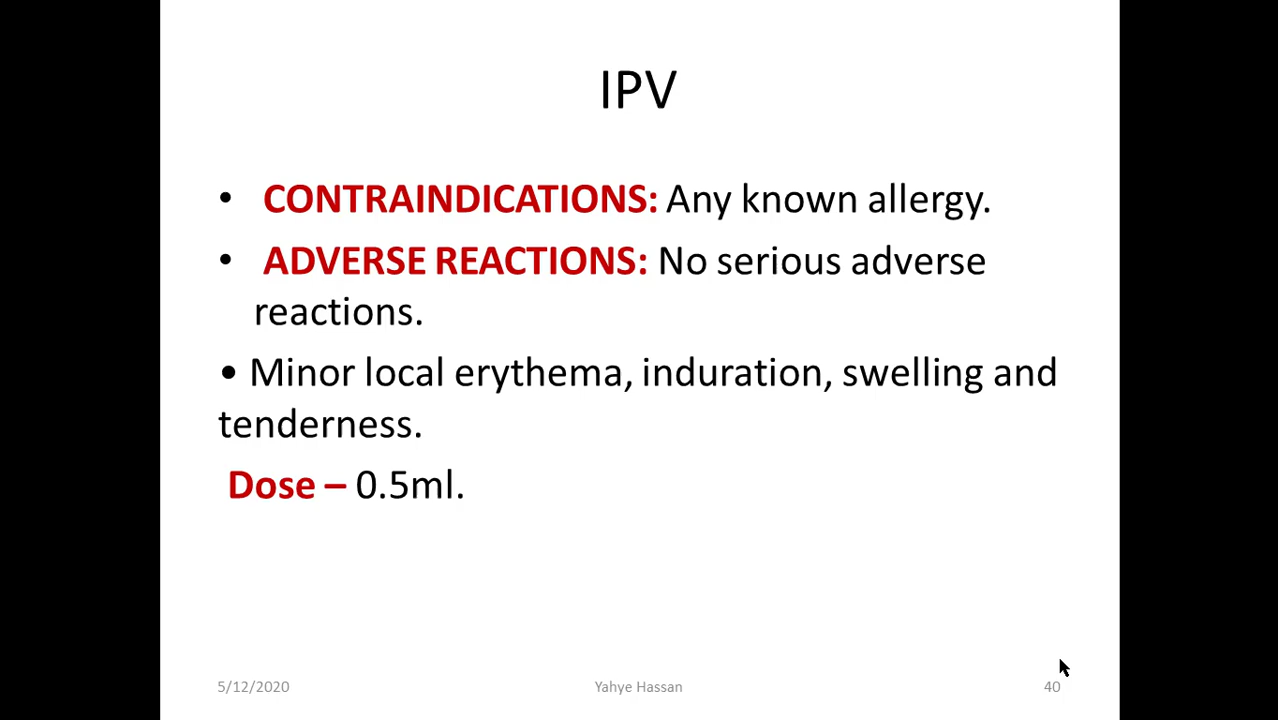 IPV
• CONTRAINDICATIONS: Any known allergy.
• ADVERSE REACTIONS: No serious adverse
reactions.
• Minor local erythema, induration, swelling and
tenderness.
Dose – 0.5ml.
5/12/2020 Yahye Hassan 40